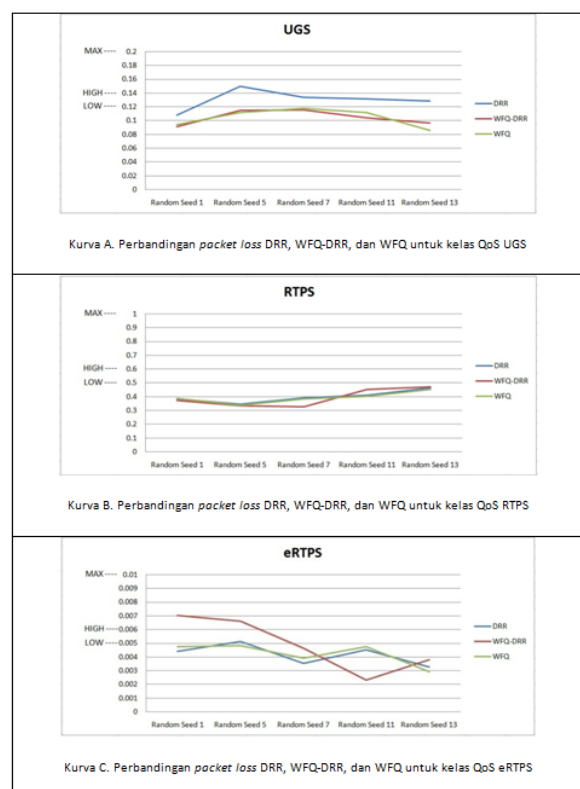 UGS
MAX ----
HIGH ----
LOW ----
0.2
0.18
0.16
0.14
0.12
0.1
0.08
0.06
0.04
0.02
0
DRR
WFQ-DRR
WFQ
Random Seed 1 Random Seed 5 Random Seed 7 Random Seed 11 Random Seed 13
Kurva A. Perbandingan packet loss DRR, WFQ-DRR, dan WFQ untuk kelas QoS UGS
RTPS
MAX ----
HIGH ----
LOW ----
1
0.9
0.8
0.7
0.6
0.5
0.4
0.3
0.2
0.1
0
DRR
WFQ-DRR
WFQ
Random Seed 1 Random Seed 5 Random Seed 7 Random Seed 11 Random Seed 13
Kurva B. Perbandingan packet loss DRR, WFQ-DRR, dan WFQ untuk kelas QoS RTPS
eRTPS
MAX ----
HIGH ----
LOW ----
0.01
0.009
0.008
0.007
0.006
0.005
0.004
0.003
0.002
0.001
0
DRR
WFQ-DRR
WFQ
Random Seed 1 Random Seed 5 Random Seed 7 Random Seed 11 Random Seed 13
Kurva C. Perbandingan packet loss DRR, WFQ-DRR, dan WFQ untuk kelas QoS eRTPS